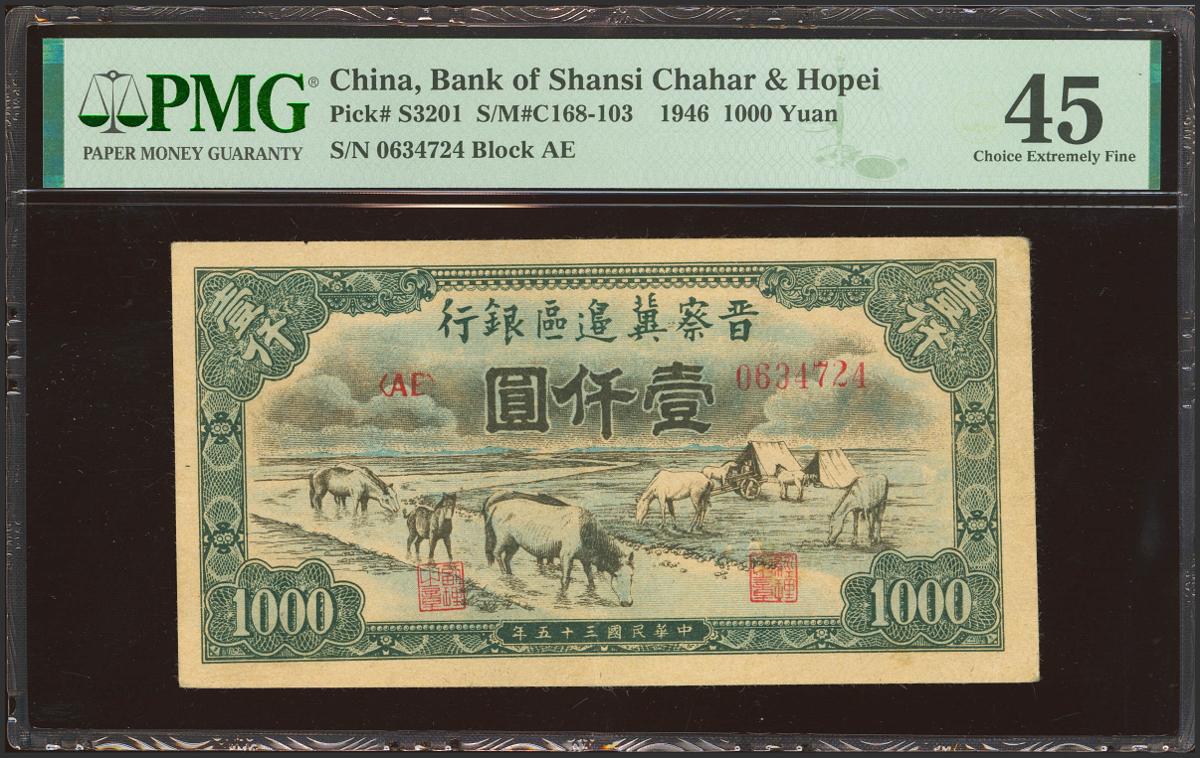 PMG®
PAPER MONEY GUARANTY
China, Bank of Shansi Chahar & Hopei
Pick# S3201 S/M#C168-103 1946 1000 Yuan
S/N 0634724 Block AE
45
Choice Extremely Fine
壹仟
壹仟
行銀區邉冀察晋
〈AE〉
圓仟壹
0634724
1000
1000
年五十三國民華中